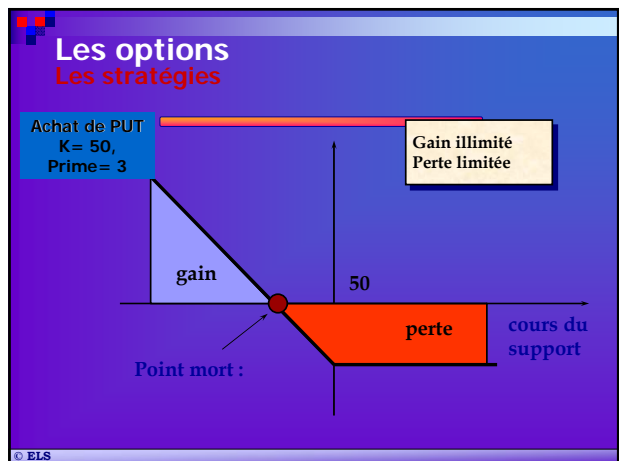 Les options
Les stratégies
Achat de PUT
K= 50,
Prime= 3
Gain illimité
Perte limitée
gain
50
perte
cours du
support
Point mort :
© ELS